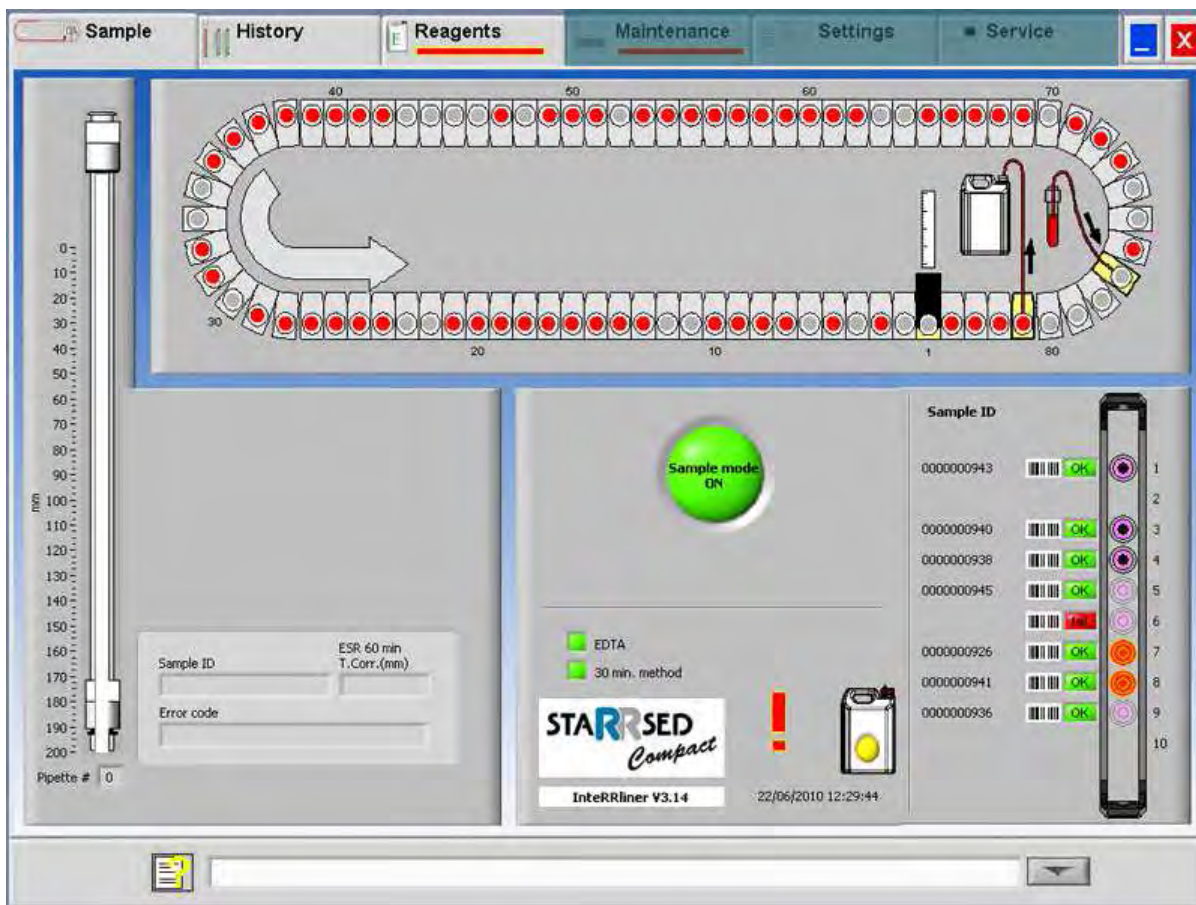 Sample
History
E
Reagents
Maintenance
Settings
Service
X
40
50
60
70
30
20
10
1
80
0
10
20
30
40
50
60
70
80
90
mm 100
110
120
130
140
150
160
170
180
190
200
Pipette # 0
Sample ID
ESR 60 min
T.Corr.(mm)
Error code
Sample mode
ON
EDTA
30 min. method
STARRSED
Compact
InteRRliner V3.14
!
22/06/2010 12:29:44
Sample ID
0000000943 OK 1
2
0000000940 OK 3
0000000938 OK 4
0000000945 OK 5
6
0000000926 OK 7
0000000941 OK 8
0000000936 OK 9
10
?